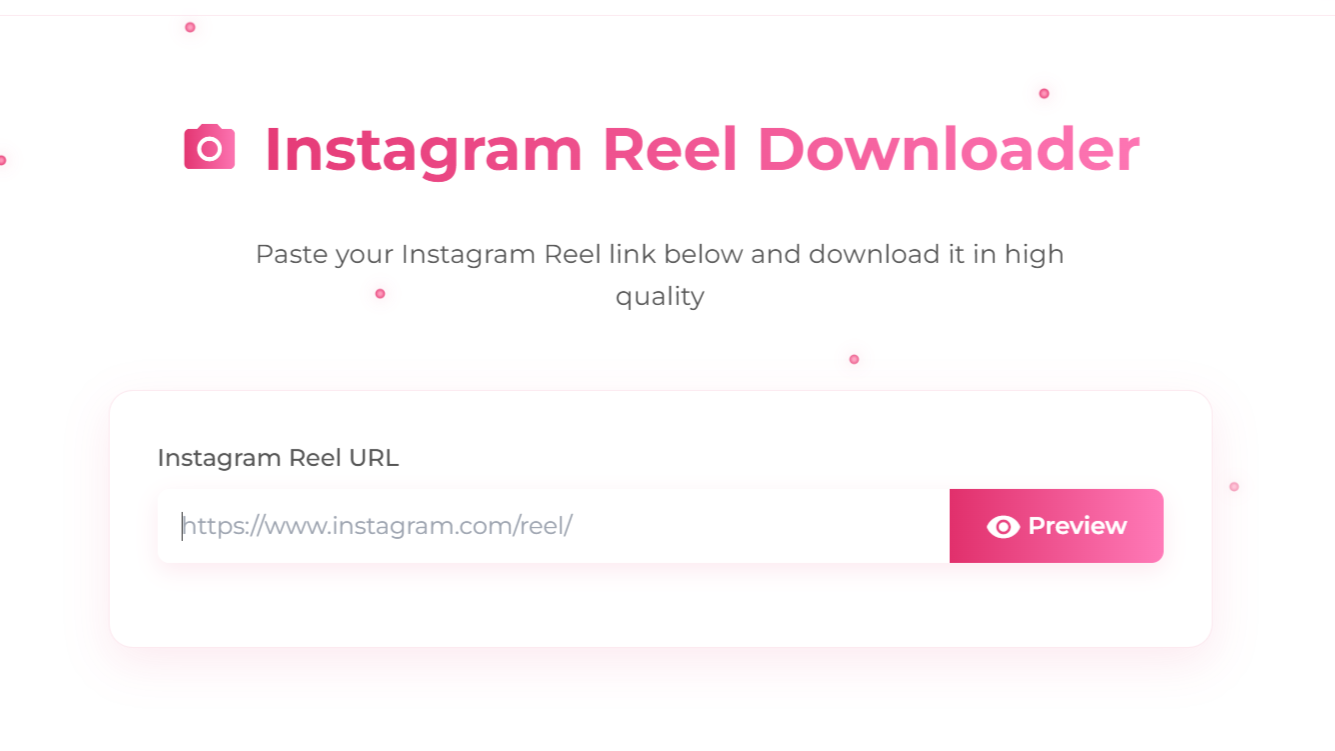 Instagram Reel Downloader
Paste your Instagram Reel link below and download it in high
quality
Instagram Reel URL
https://www.instagram.com/reel/
Preview